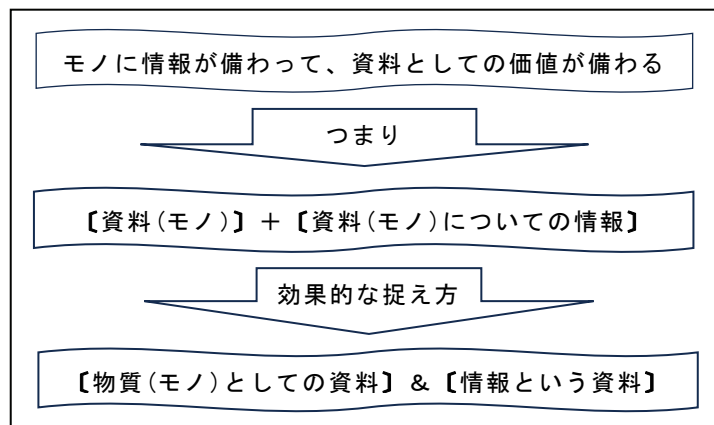 モノに情報が備わって、資料としての価値が備わる
つまり
〔資料(モノ)〕＋〔資料(モノ)についての情報〕
効果的な捉え方
〔物質(モノ)としての資料〕＆〔情報という資料〕